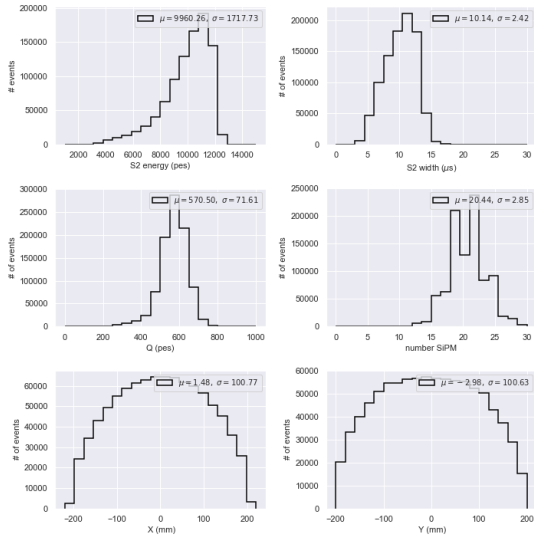 200000
150000
100000
50000
0
# of events
μ = 9960.26, σ = 1717.73
2000 4000 6000 8000 10000 12000 14000
S2 energy (pes)
200000
150000
100000
50000
0
# of events
μ = 10.14, σ = 2.42
0 5 10 15 20 25 30
S2 width (μs)
300000
250000
200000
150000
100000
50000
0
# of events
μ = 570.50, σ = 71.61
0 200 400 600 800 1000
Q (pes)
250000
200000
150000
100000
50000
0
# of events
μ = 20.44, σ = 2.85
0 5 10 15 20 25 30
number SiPM
60000
50000
40000
30000
20000
10000
0
# of events
μ = 1.48, σ = 100.77
−200 −100 0 100 200
X (mm)
60000
50000
40000
30000
20000
10000
0
# of events
μ = −2.98, σ = 100.63
−200 −100 0 100 200
Y (mm)